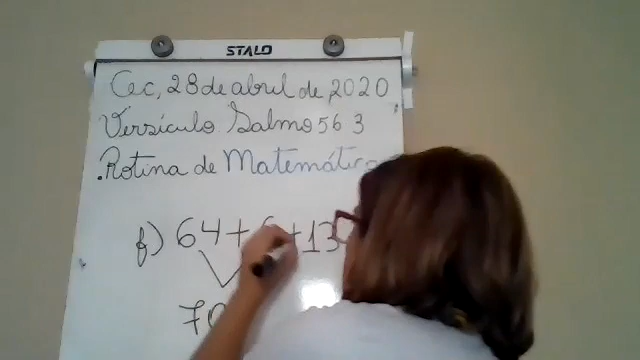 STALO
Cec, 28 de abril de 2020
Versículo Salmo 56 3
. Rotina de Matemática
f) 64 + 6 + 13
70